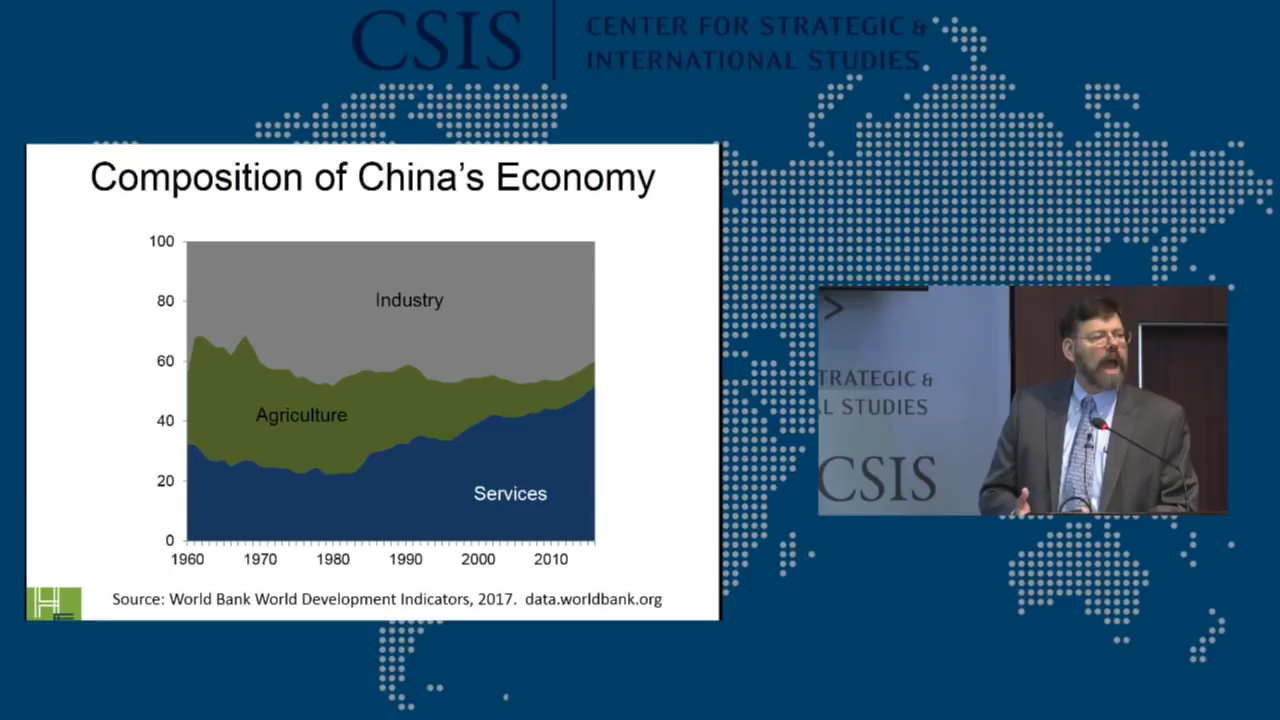 CSIS
CENTER FOR STRATEGIC &
INTERNATIONAL STUDIES
Composition of China's Economy
100
80
60
40
20
0
Industry
Agriculture
Services
1960 1970 1980 1990 2000 2010
Source: World Bank World Development Indicators, 2017. data.worldbank.org
H
TRATEGIC &
L STUDIES
CSIS